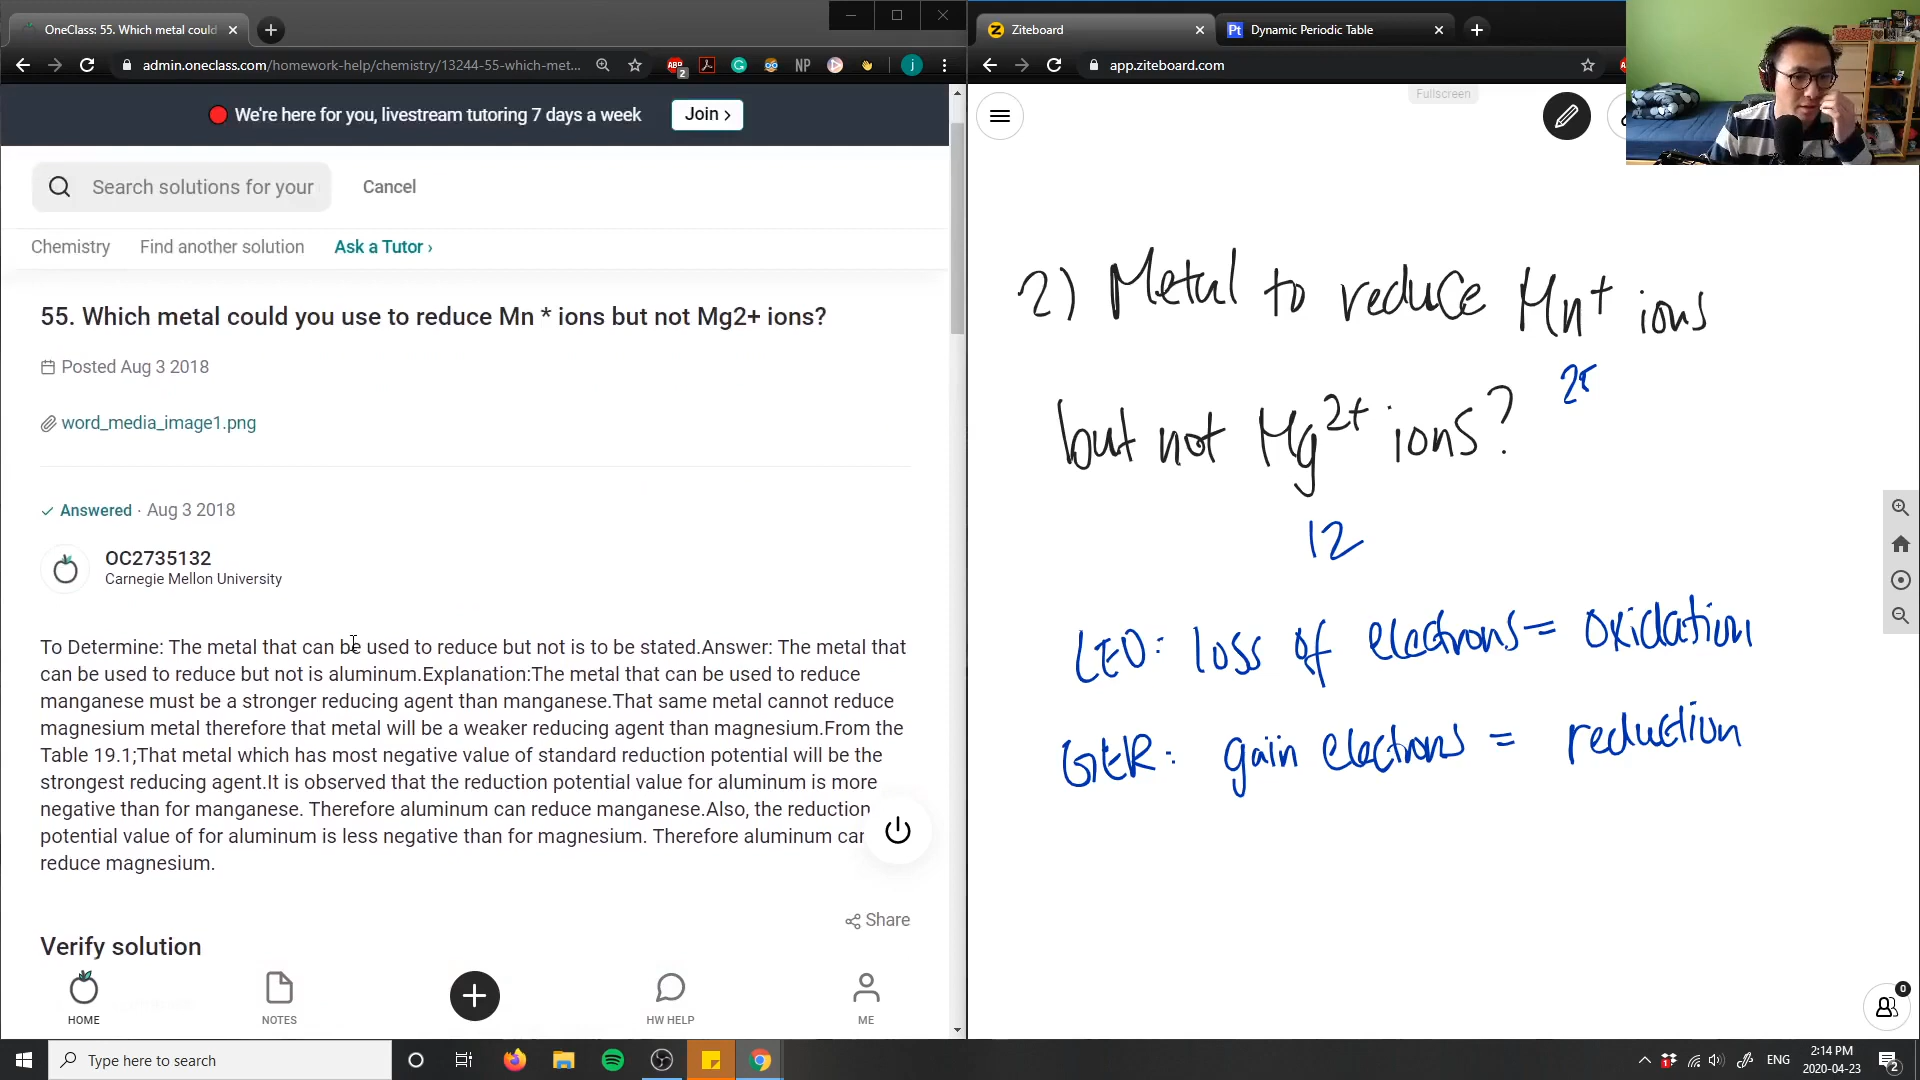 OneClass: 55. Which metal could
Ziteboard
Dynamic Periodic Table
admin.oneclass.com/homework-help/chemistry/13244-55-which-met...
app.ziteboard.com
Fullscreen
We're here for you, livestream tutoring 7 days a week
Join ›
Search solutions for your
Cancel
Chemistry
Find another solution
Ask a Tutor ›
55. Which metal could you use to reduce Mn * ions but not Mg2+ ions?
Posted Aug 3 2018
word_media_image1.png
Answered · Aug 3 2018
OC2735132
Carnegie Mellon University
To Determine: The metal that can be used to reduce but not is to be stated.Answer: The metal that
can be used to reduce but not is aluminum.Explanation:The metal that can be used to reduce
manganese must be a stronger reducing agent than manganese.That same metal cannot reduce
magnesium metal therefore that metal will be a weaker reducing agent than magnesium.From the
Table 19.1;That metal which has most negative value of standard reduction potential will be the
strongest reducing agent.It is observed that the reduction potential value for aluminum is more
negative than for manganese. Therefore aluminum can reduce manganese.Also, the reduction
potential value of for aluminum is less negative than for magnesium. Therefore aluminum can
reduce magnesium.
Share
Verify solution
HOME
NOTES
HW HELP
ME
2) Metal to reduce Mn+ ions
25
but not Mg2+ ions?
12
LEO: loss of electrons = oxidation
GER: gain electrons = reduction
0
Type here to search
ENG
2:14 PM
2020-04-23
2